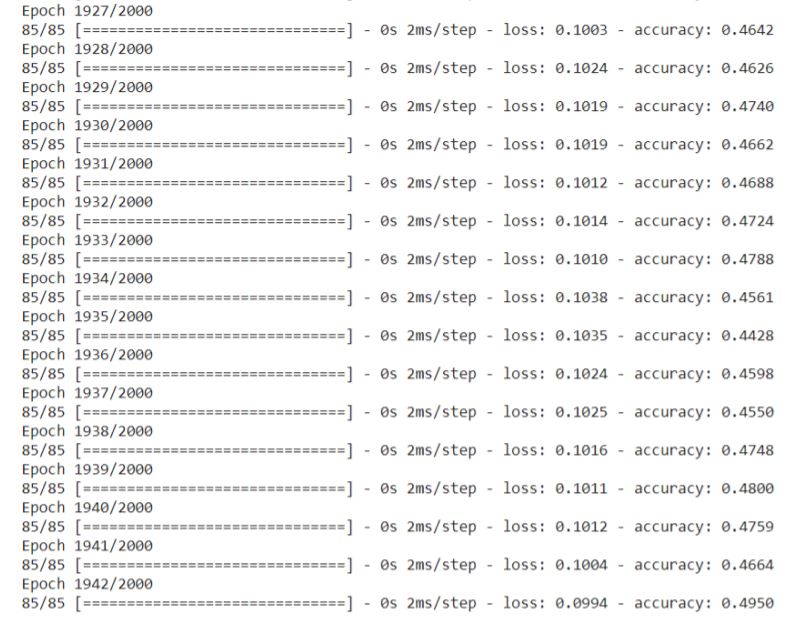 Epoch 1927/2000
85/85 [==============================] - 0s 2ms/step - loss: 0.1003 - accuracy: 0.4642
Epoch 1928/2000
85/85 [==============================] - 0s 2ms/step - loss: 0.1024 - accuracy: 0.4626
Epoch 1929/2000
85/85 [==============================] - 0s 2ms/step - loss: 0.1019 - accuracy: 0.4740
Epoch 1930/2000
85/85 [==============================] - 0s 2ms/step - loss: 0.1019 - accuracy: 0.4662
Epoch 1931/2000
85/85 [==============================] - 0s 2ms/step - loss: 0.1012 - accuracy: 0.4688
Epoch 1932/2000
85/85 [==============================] - 0s 2ms/step - loss: 0.1014 - accuracy: 0.4724
Epoch 1933/2000
85/85 [==============================] - 0s 2ms/step - loss: 0.1010 - accuracy: 0.4788
Epoch 1934/2000
85/85 [==============================] - 0s 2ms/step - loss: 0.1038 - accuracy: 0.4561
Epoch 1935/2000
85/85 [==============================] - 0s 2ms/step - loss: 0.1035 - accuracy: 0.4428
Epoch 1936/2000
85/85 [==============================] - 0s 2ms/step - loss: 0.1024 - accuracy: 0.4598
Epoch 1937/2000
85/85 [==============================] - 0s 2ms/step - loss: 0.1025 - accuracy: 0.4550
Epoch 1938/2000
85/85 [==============================] - 0s 2ms/step - loss: 0.1016 - accuracy: 0.4748
Epoch 1939/2000
85/85 [==============================] - 0s 2ms/step - loss: 0.1011 - accuracy: 0.4800
Epoch 1940/2000
85/85 [==============================] - 0s 2ms/step - loss: 0.1012 - accuracy: 0.4759
Epoch 1941/2000
85/85 [==============================] - 0s 2ms/step - loss: 0.1004 - accuracy: 0.4664
Epoch 1942/2000
85/85 [==============================] - 0s 2ms/step - loss: 0.0994 - accuracy: 0.4950